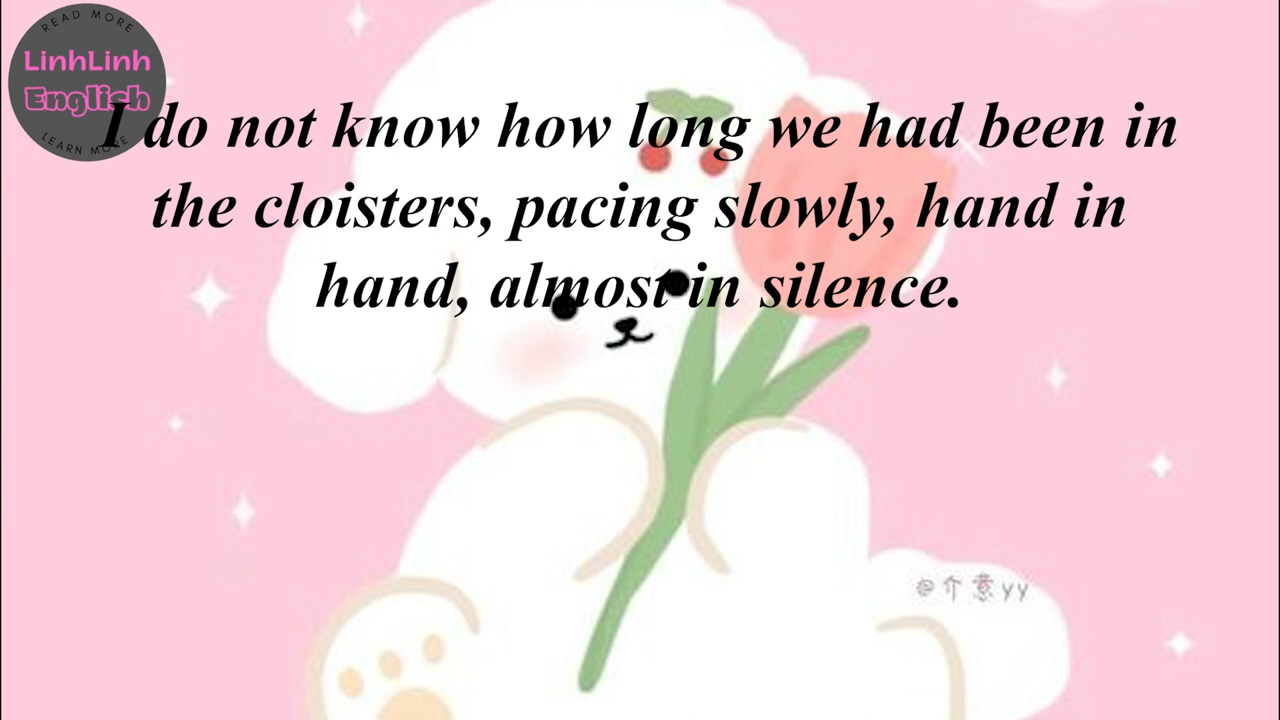 READ MORE
LinhLinh
English
LEARN MORE
I do not know how long we had been in
the cloisters, pacing slowly, hand in
hand, almost in silence.
@介意yy